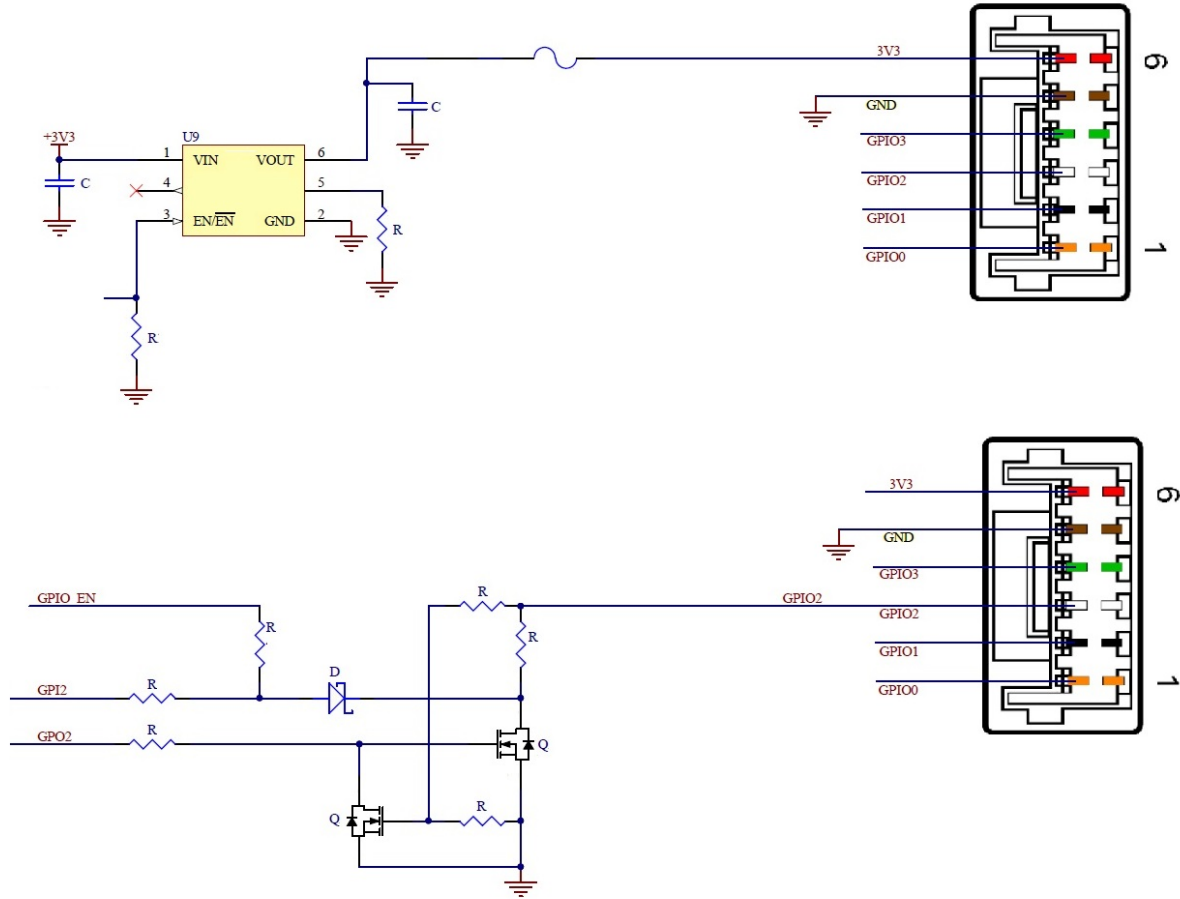 3V3
6
GND
+3V3
U9
C
1 VIN VOUT 6
GPIO3
C
4 5
GPIO2
3 EN/EN GND 2
R
GPIO1
GPIO0
1
R
3V3
6
GND
GPIO3
GPIO_EN
R
GPIO2
GPIO2
R
R
GPIO1
GPI2
R
D
GPIO0
1
GPO2
R
Q
Q
R